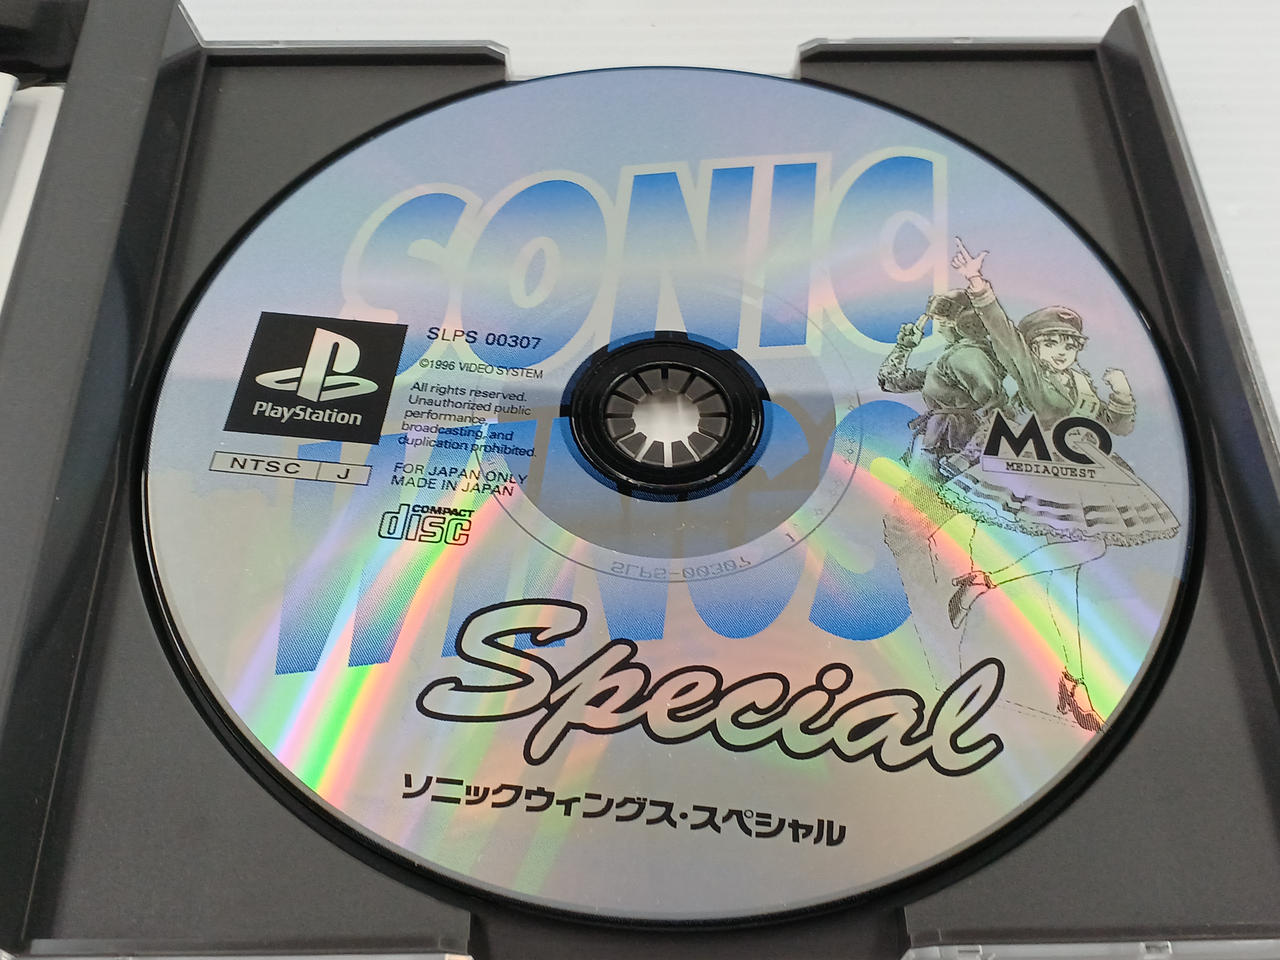 SONIC
WINGS
Special
ソニックウィングス・スペシャル
PlayStation
NTSC J
SLPS 00307
©1996 VIDEO SYSTEM
All rights reserved.
Unauthorized public
performance,
broadcasting, and
duplication prohibited.
FOR JAPAN ONLY
MADE IN JAPAN
COMPACT
disc
MQ
MEDIAQUEST
SLPS-00307